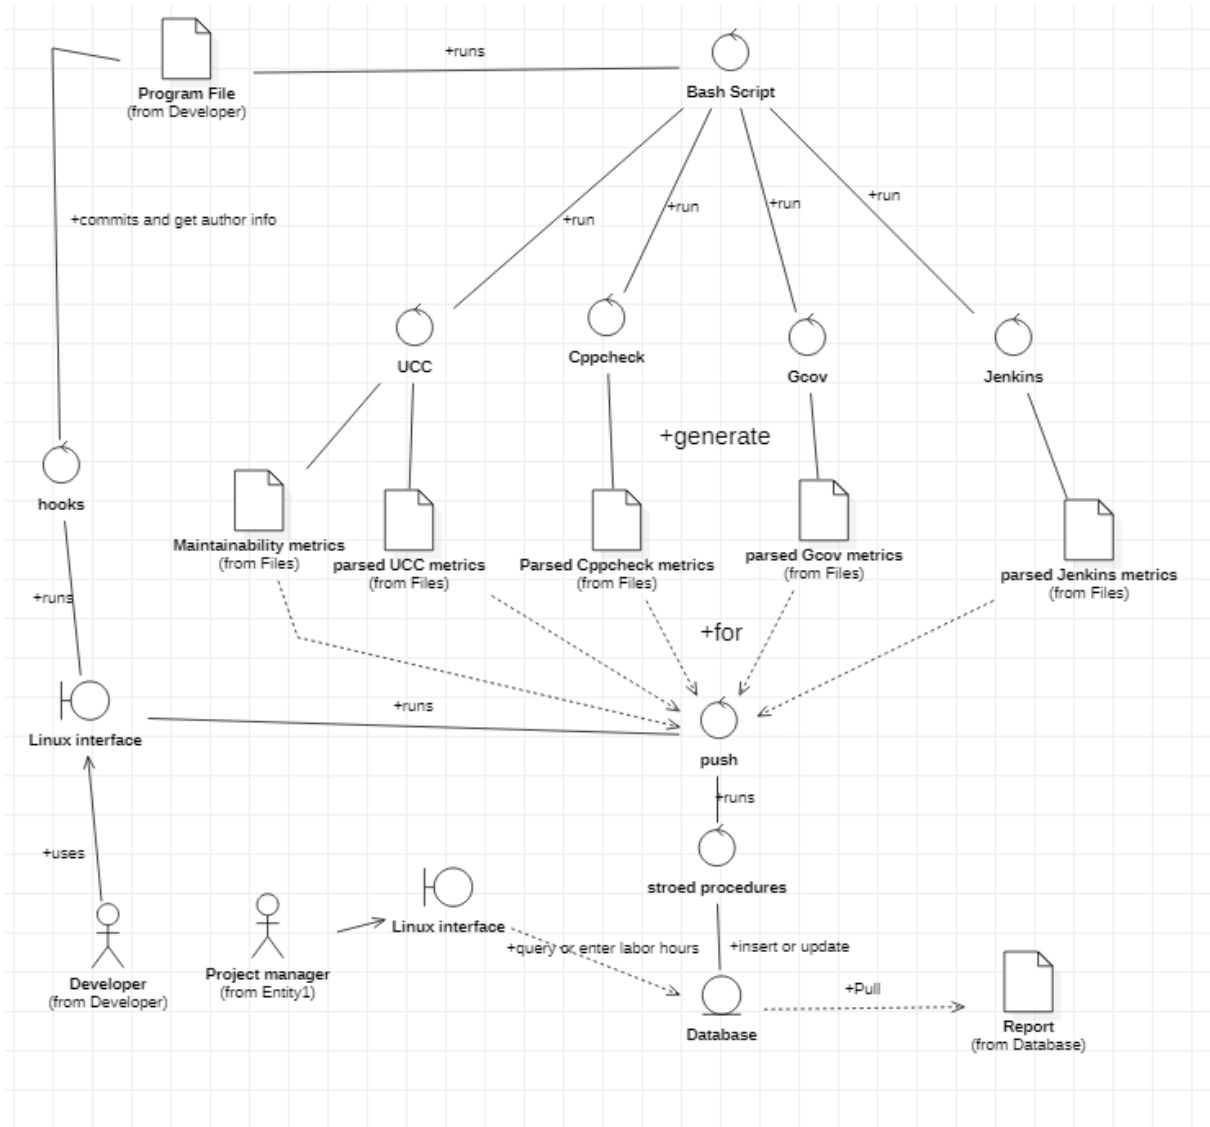 +runs
Program File
(from Developer)
Bash Script
+commits and get author info
+run
+run
+run
+run
UCC
Cppcheck
Gcov
Jenkins
+generate
hooks
Maintainability metrics
(from Files)
parsed UCC metrics
(from Files)
Parsed Cppcheck metrics
(from Files)
parsed Gcov metrics
(from Files)
parsed Jenkins metrics
(from Files)
+runs
+for
+runs
Linux interface
push
+runs
+uses
stroed procedures
Linux interface
+query or enter labor hours
+insert or update
Developer
(from Developer)
Project manager
(from Entity1)
+Pull
Database
Report
(from Database)